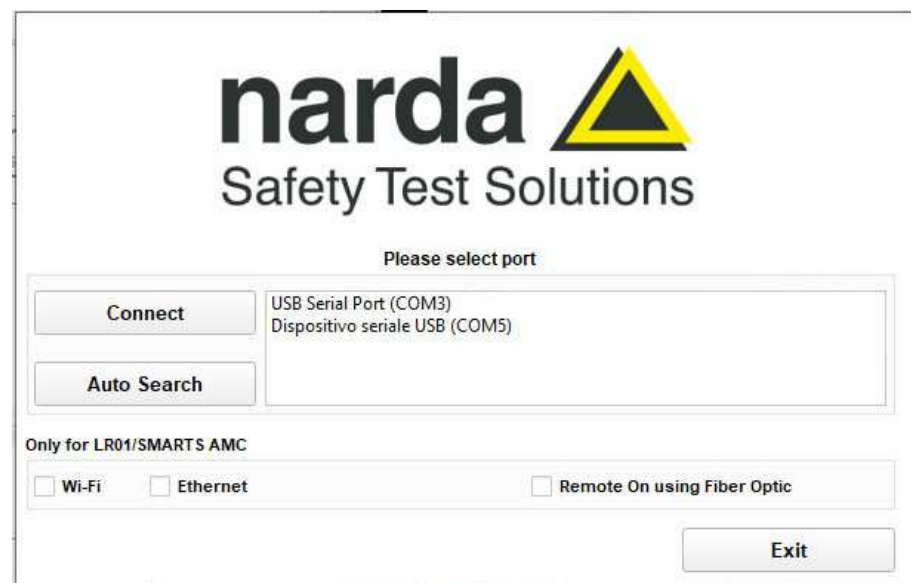 narda
Safety Test Solutions
Please select port
Connect
USB Serial Port (COM3)
Dispositivo seriale USB (COM5)
Auto Search
Only for LR01/SMARTS AMC
Wi-Fi Ethernet Remote On using Fiber Optic
Exit